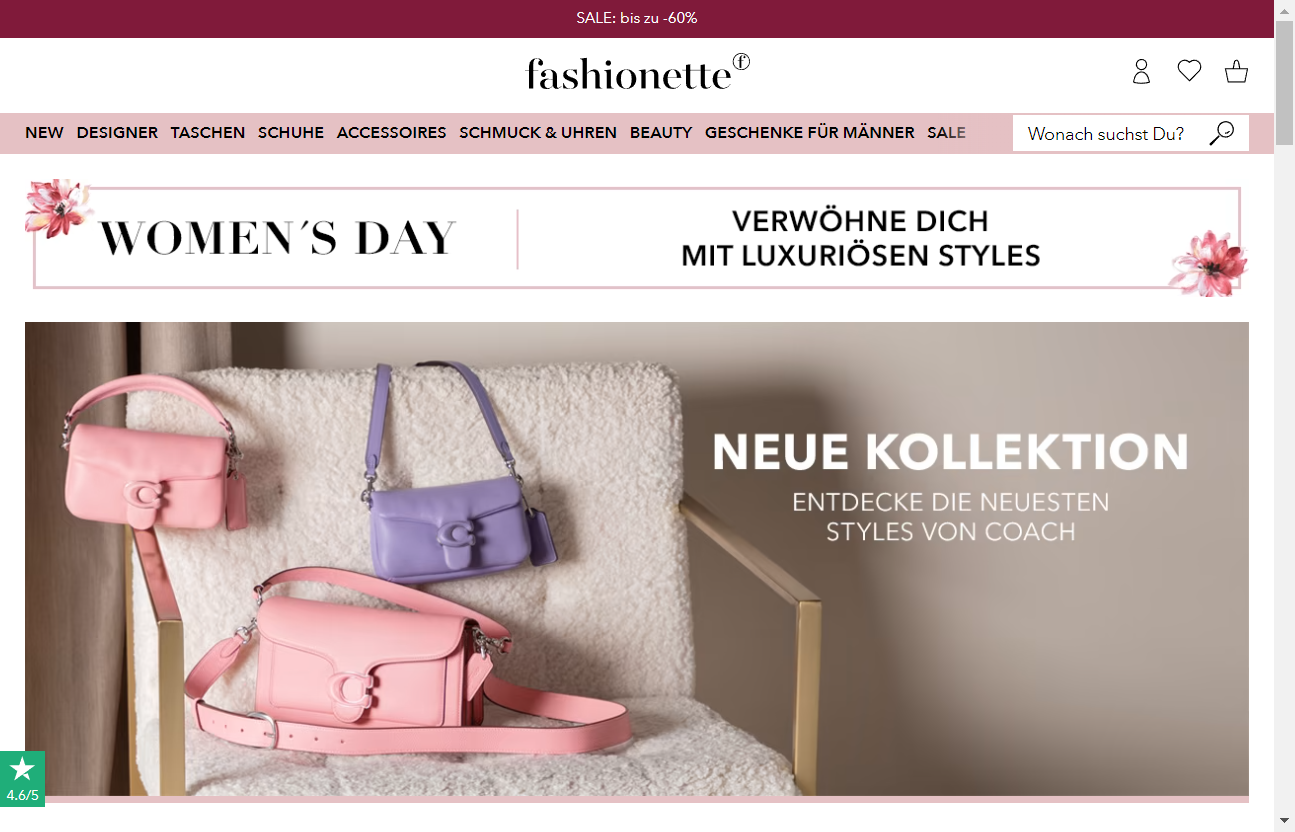 SALE: bis zu -60%
fashionette f
NEW DESIGNER TASCHEN SCHUHE ACCESSOIRES SCHMUCK & UHREN BEAUTY GESCHENKE FÜR MÄNNER SALE
Wonach suchst Du?
WOMEN´S DAY
VERWÖHNE DICH
MIT LUXURIÖSEN STYLES
NEUE KOLLEKTION
ENTDECKE DIE NEUESTEN
STYLES VON COACH
4.6/5